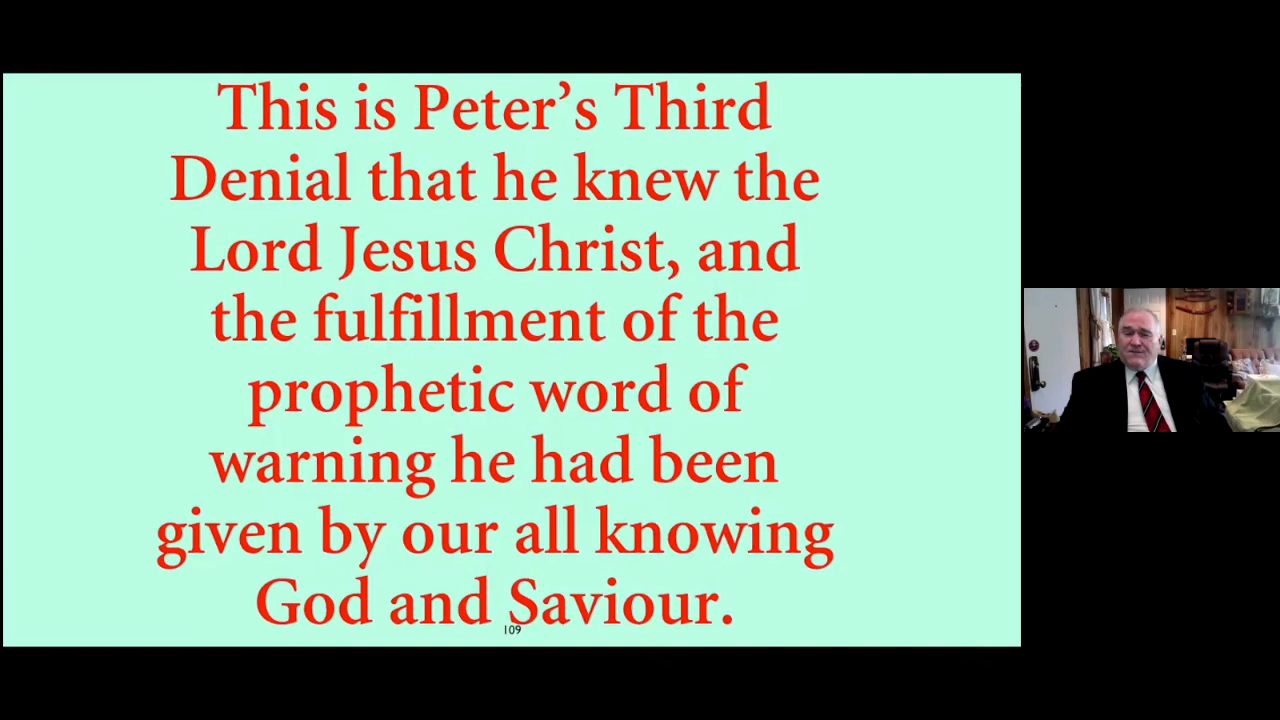 This is Peter’s Third
Denial that he knew the
Lord Jesus Christ, and
the fulfillment of the
prophetic word of
warning he had been
given by our all knowing
God and Saviour.
109